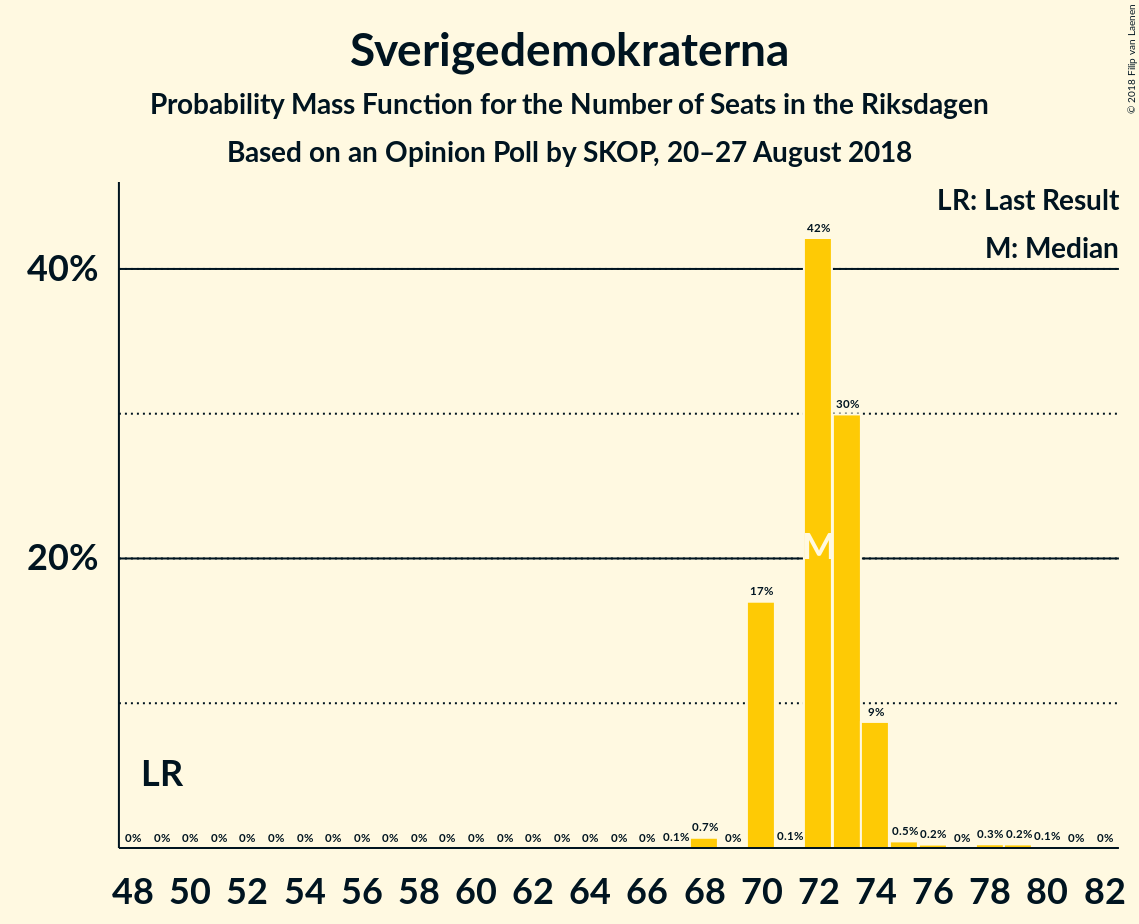 Sverigedemokraterna
Probability Mass Function for the Number of Seats in the Riksdagen
Based on an Opinion Poll by SKOP, 20–27 August 2018
© 2018 Filip van Laenen
LR: Last Result
M: Median
40%
20%
LR
M
0% 0% 0% 0% 0% 0% 0% 0% 0% 0% 0% 0% 0% 0% 0% 0% 0% 0% 0% 0.1% 0.7% 0% 17% 0.1% 42% 30% 9% 0.5% 0.2% 0% 0.3% 0.2% 0.1% 0% 0%
48 50 52 54 56 58 60 62 64 66 68 70 72 74 76 78 80 82